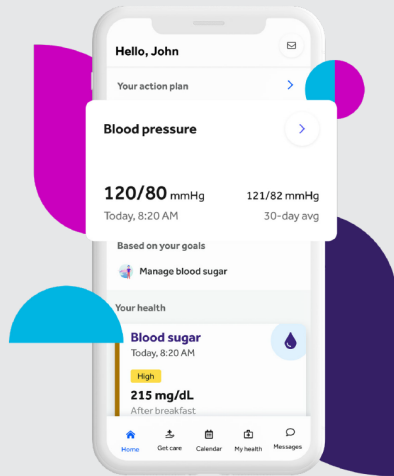 Hello, John
Your action plan
Blood pressure
120/80 mmHg 121/82 mmHg
Today, 8:20 AM 30-day avg
Based on your goals
Manage blood sugar
Your health
Blood sugar
Today, 8:20 AM
High
215 mg/dL
After breakfast
Home Get care Calendar My health Messages